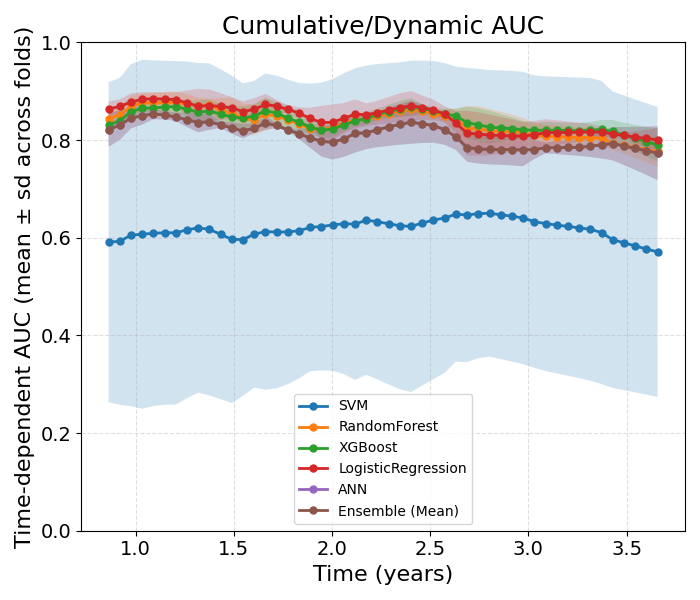 Cumulative/Dynamic AUC
Time-dependent AUC (mean ± sd across folds)
1.0
0.8
0.6
0.4
0.2
0.0
SVM
RandomForest
XGBoost
LogisticRegression
ANN
Ensemble (Mean)
1.0 1.5 2.0 2.5 3.0 3.5
Time (years)